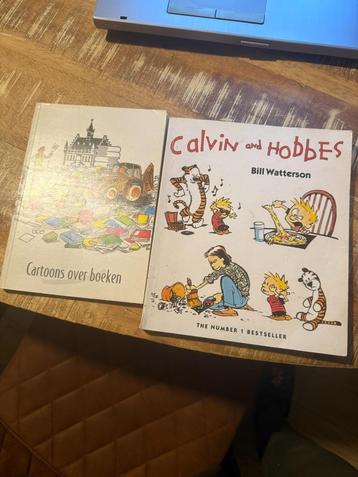 Cartoons over boeken
Calvin and Hobbes
Bill Watterson
THE NUMBER 1 BESTSELLER